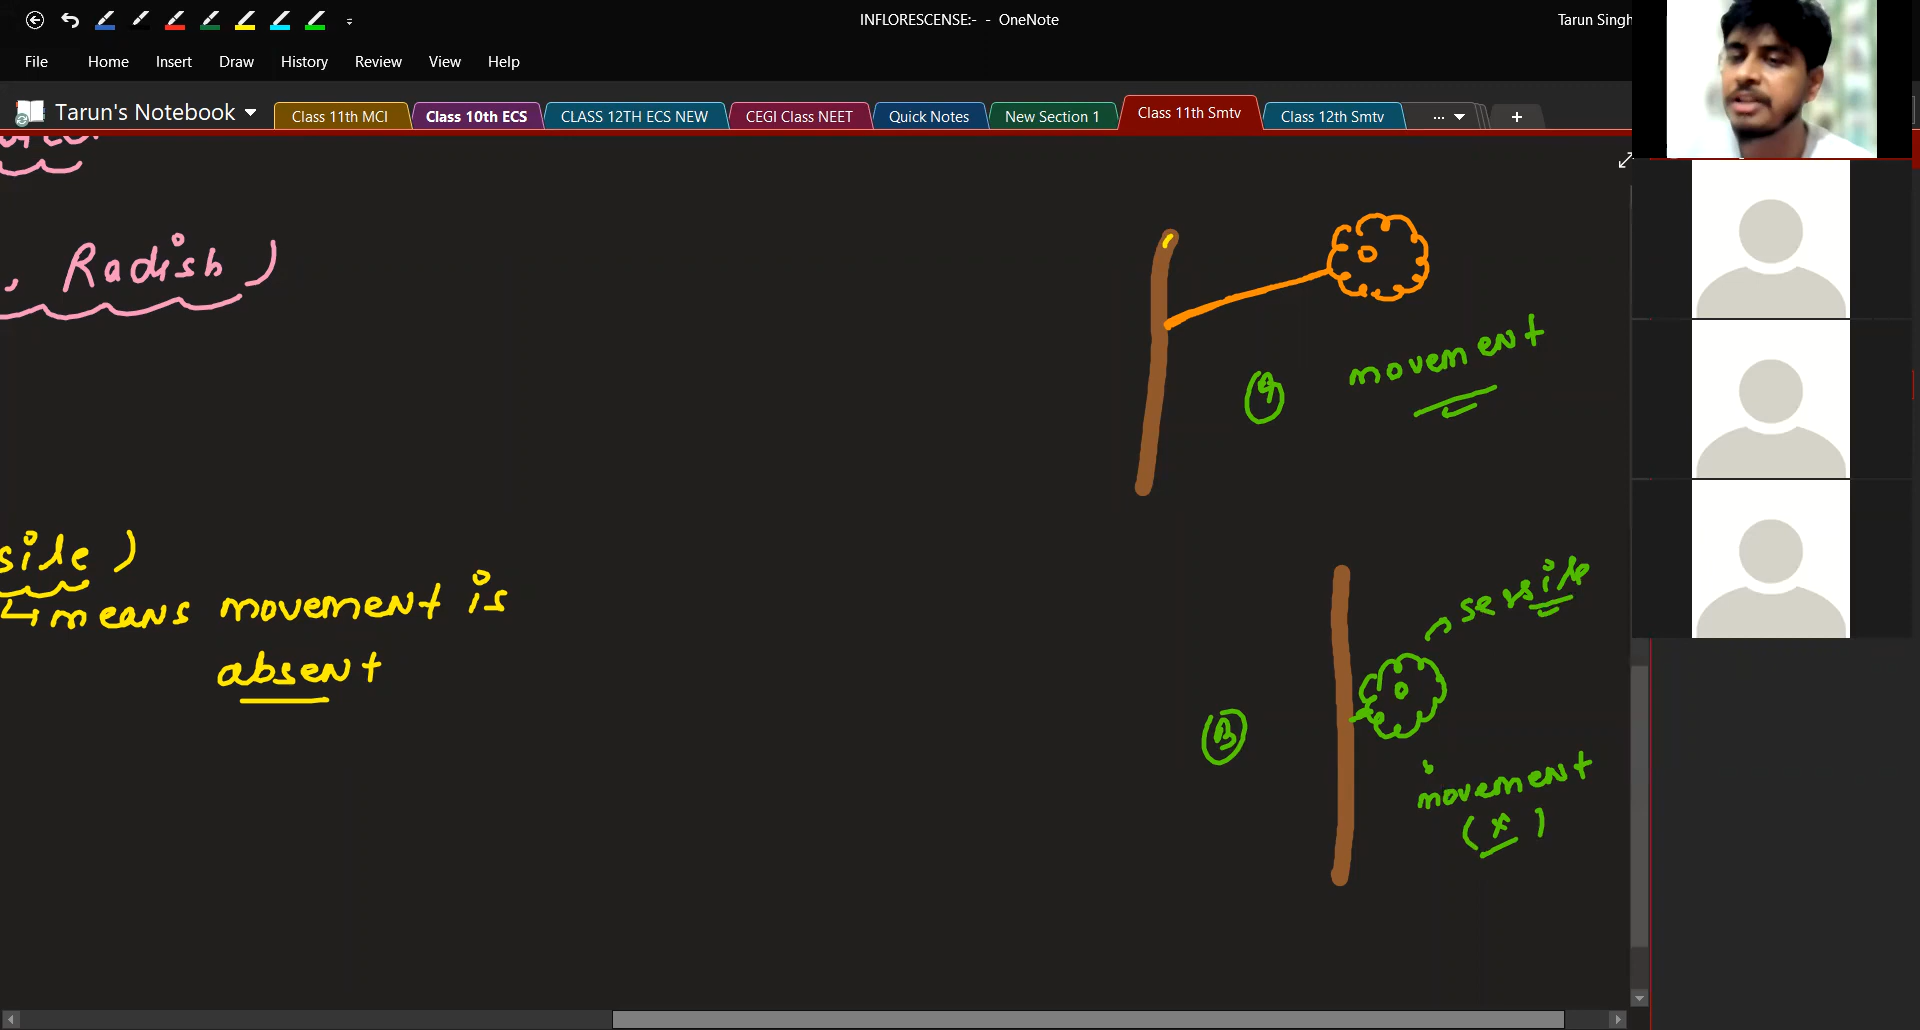 INFLORESCENSE:- - OneNote
Tarun Singh
File Home Insert Draw History Review View Help
Tarun's Notebook
Class 11th MCI
Class 10th ECS
CLASS 12TH ECS NEW
CEGI Class NEET
Quick Notes
New Section 1
Class 11th Smtv
Class 12th Smtv
...
+
, Radish )
movement
A
sile )
means movement is
absent
sessile
B
movement
( x )